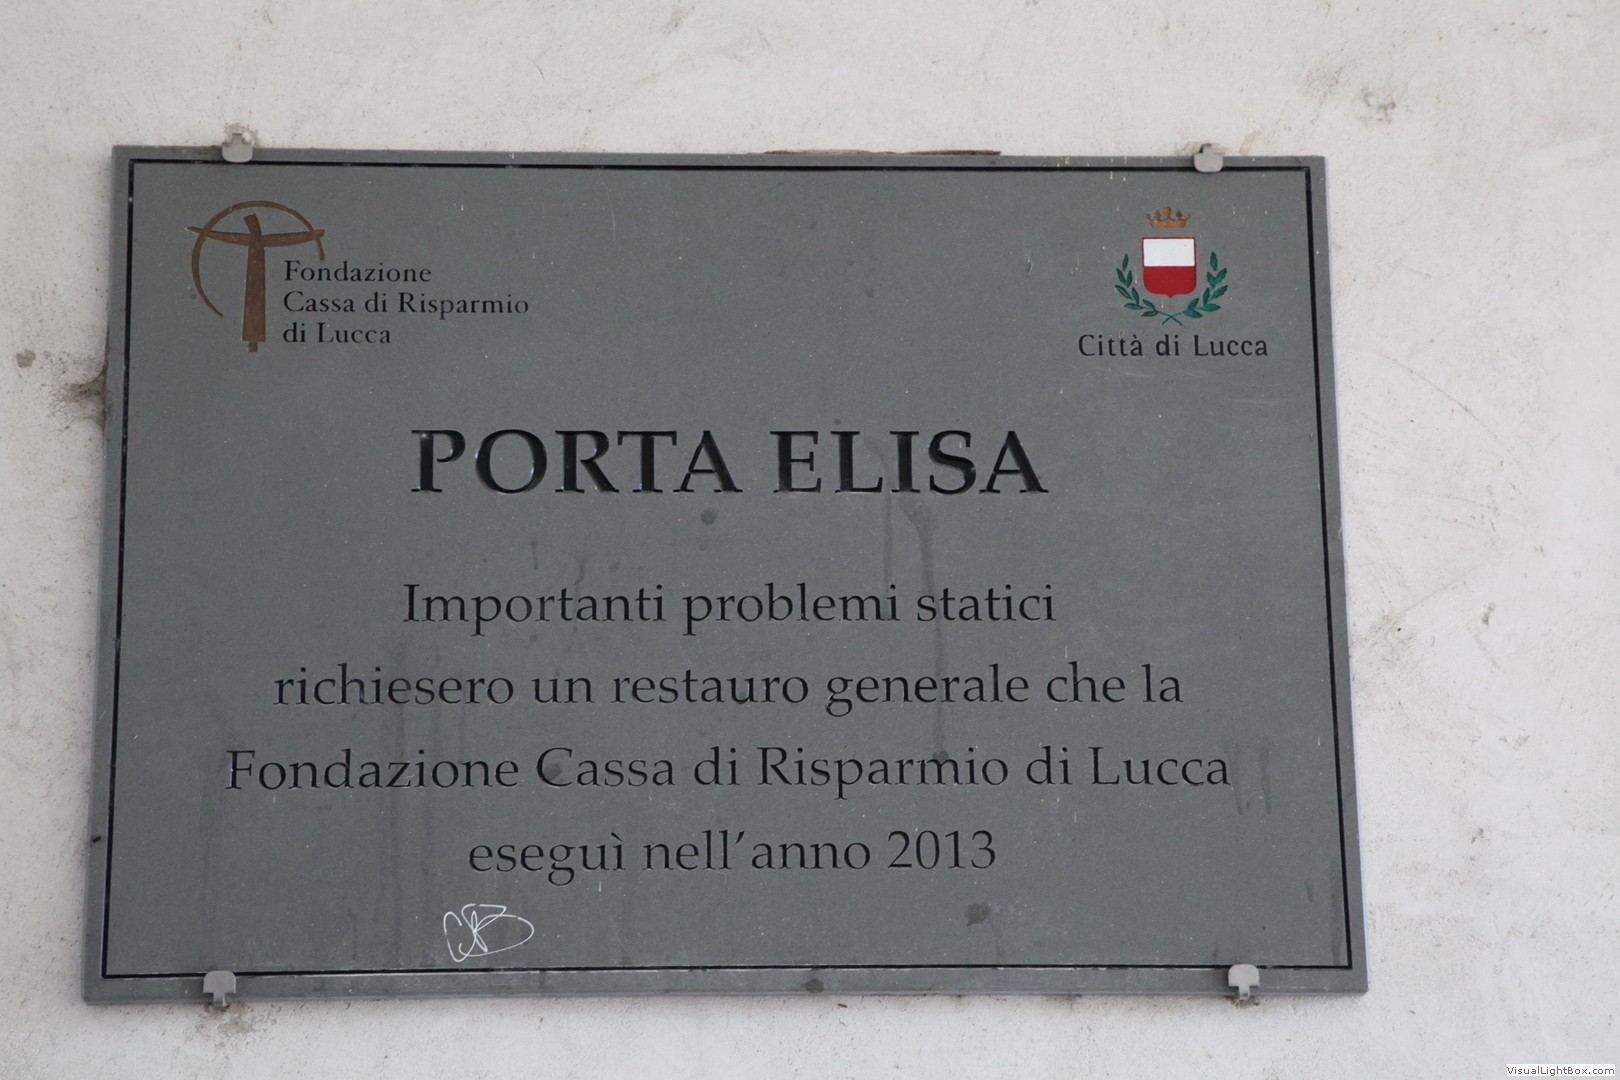 Fondazione
Cassa di Risparmio
di Lucca
Città di Lucca
PORTA ELISA
Importanti problemi statici
richiesero un restauro generale che la
Fondazione Cassa di Risparmio di Lucca
eseguì nell'anno 2013
VisualLightBox.com